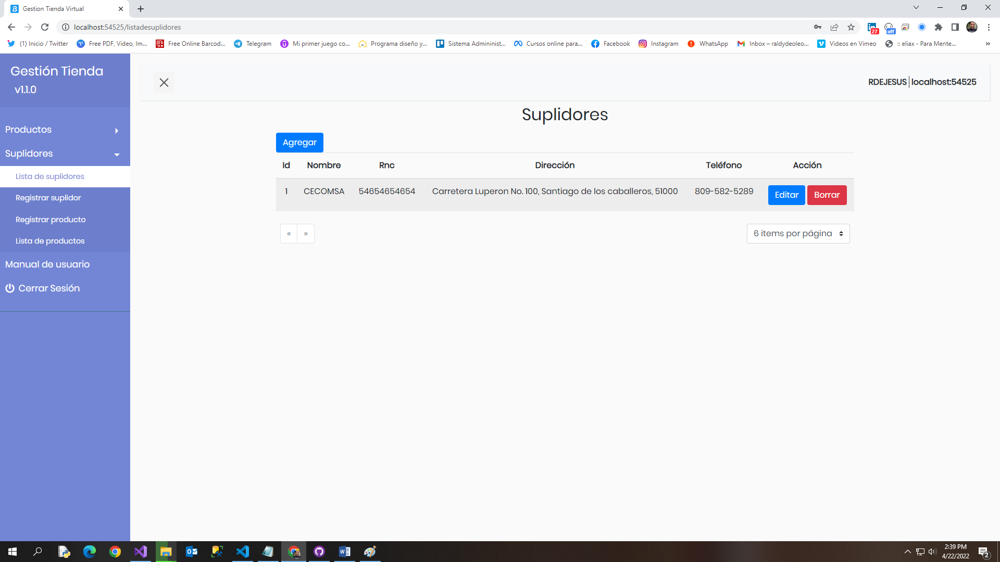 Gestion Tienda Virtual
localhost:54525/listadesuplidores
27
off
(1) Inicio / Twitter
Free PDF, Video, Im...
Free Online Barcod...
Telegram
Mi primer juego co...
Programa diseño y...
Sistema Admininist...
Cursos online para...
Facebook
Instagram
WhatsApp
Inbox – raldydeoleo...
Videos en Vimeo
:: eliax - Para Mente...
»
Gestión Tienda
v1.1.0
RDEJESUS
localhost:54525
Productos
Suplidores
Lista de suplidores
Registrar suplidor
Registrar producto
Lista de productos
Manual de usuario
Cerrar Sesión
Suplidores
Agregar
Id Nombre Rnc Dirección Teléfono Acción
1 CECOMSA 54654654654 Carretera Luperon No. 100, Santiago de los caballeros, 51000 809-582-5289 Editar Borrar
« »
6 items por página
2:39 PM
4/22/2022
2